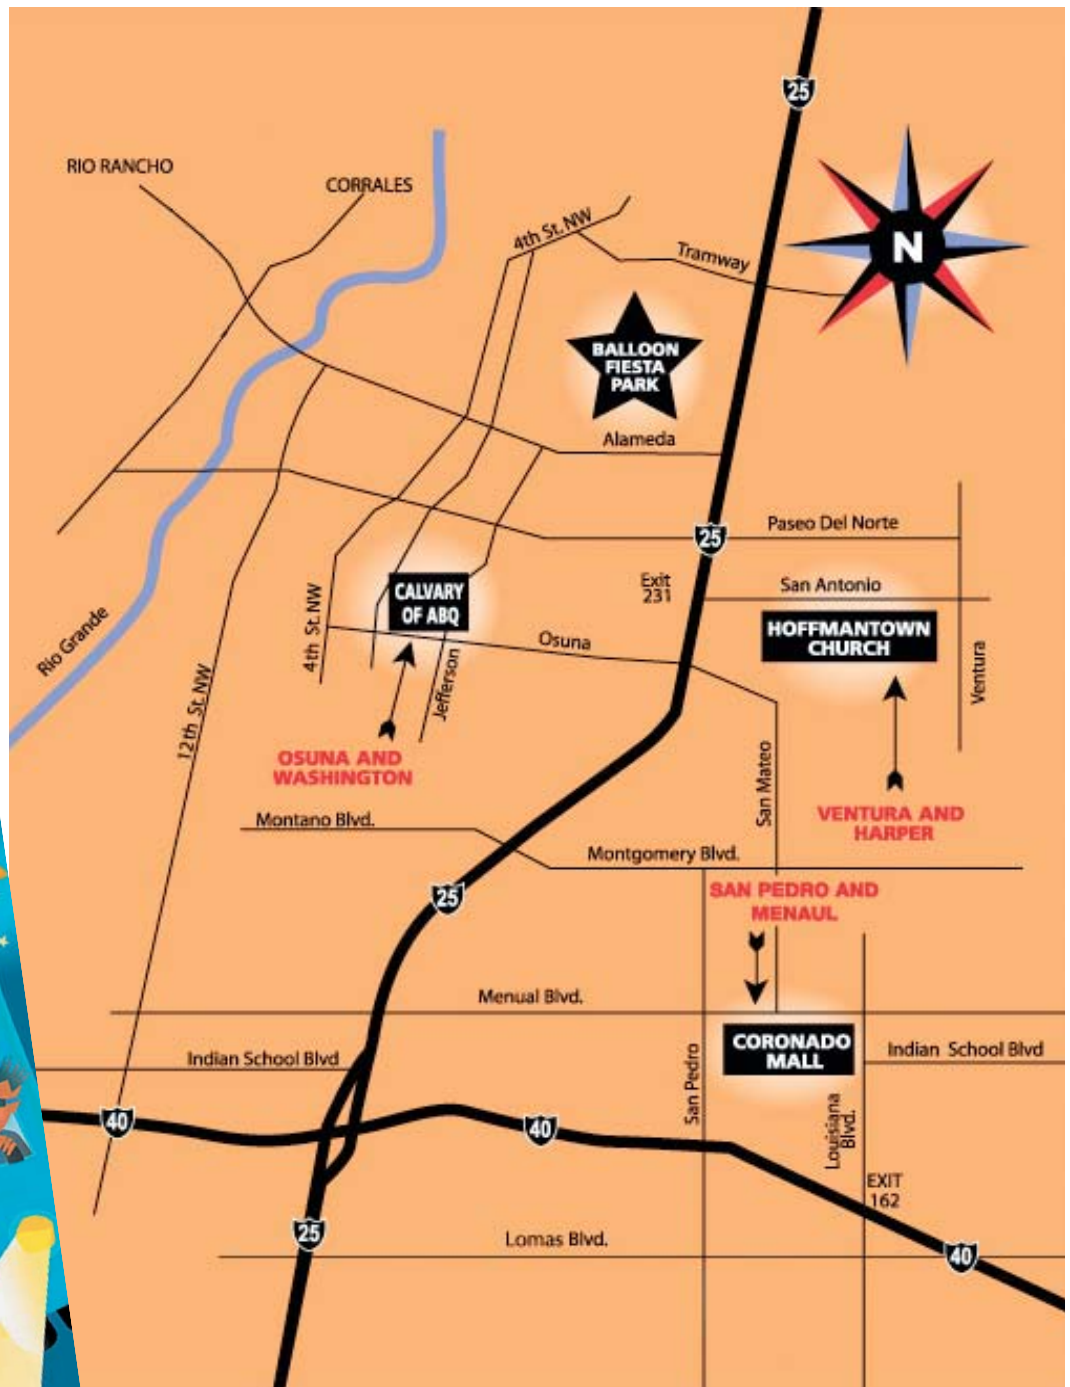 25
RIO RANCHO
CORRALES
4th St. NW
Tramway
N
BALLOON
FIESTA
PARK
Alameda
Paseo Del Norte
25
Exit
231
San Antonio
CALVARY
OF ABQ
HOFFMANTOWN
CHURCH
Rio Grande
4th St. NW
Osuna
Jefferson
Ventura
12th St. NW
OSUNA AND
WASHINGTON
San Mateo
VENTURA AND
HARPER
Montano Blvd.
Montgomery Blvd.
25
SAN PEDRO AND
MENAUL
Menual Blvd.
CORONADO
MALL
Indian School Blvd
Indian School Blvd
San Pedro
40
40
Louisiana
Blvd.
EXIT
162
25
Lomas Blvd.
40